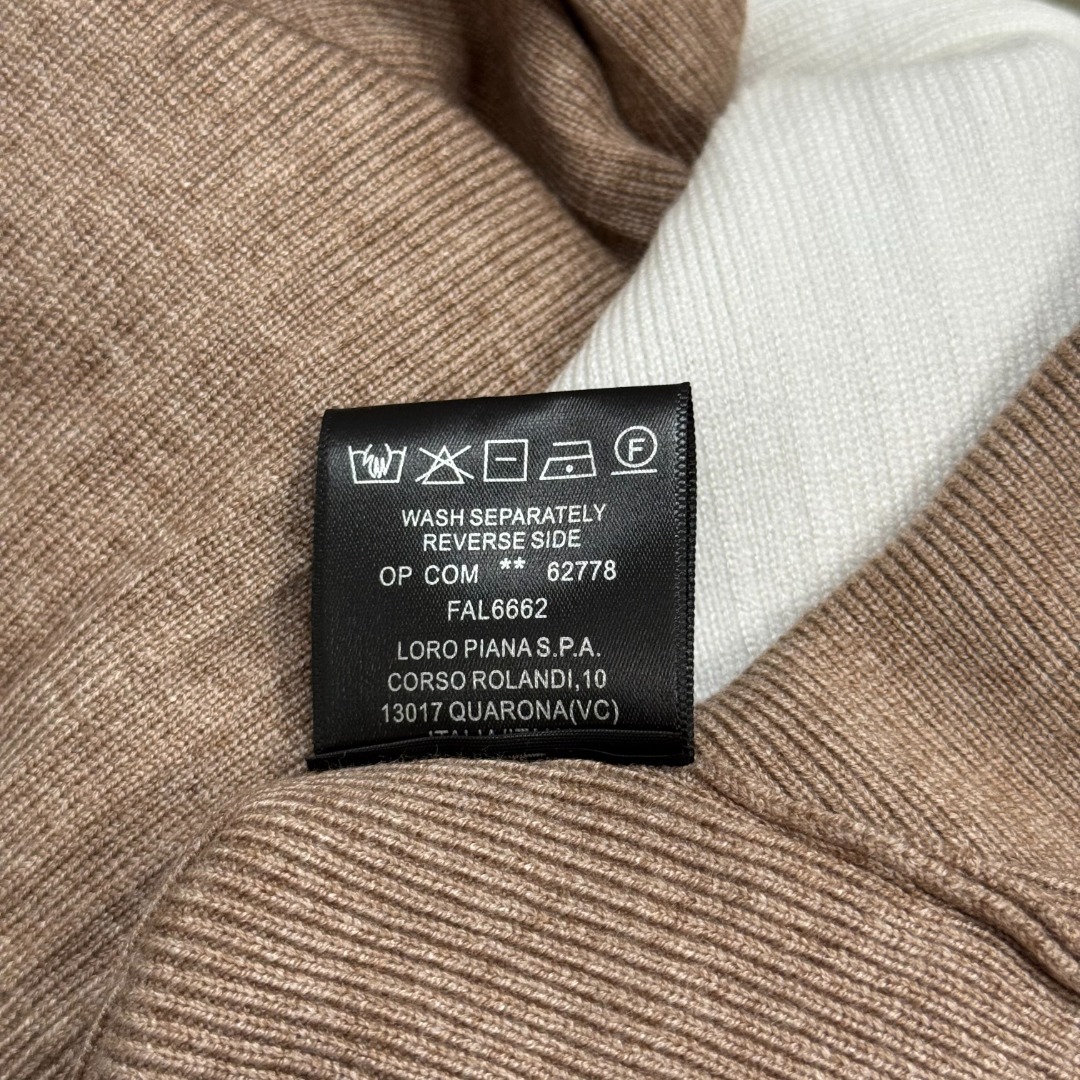 F
WASH SEPARATELY
REVERSE SIDE
OP COM ** 62778
FAL6662
LORO PIANA S.P.A.
CORSO ROLANDI,10
13017 QUARONA(VC)